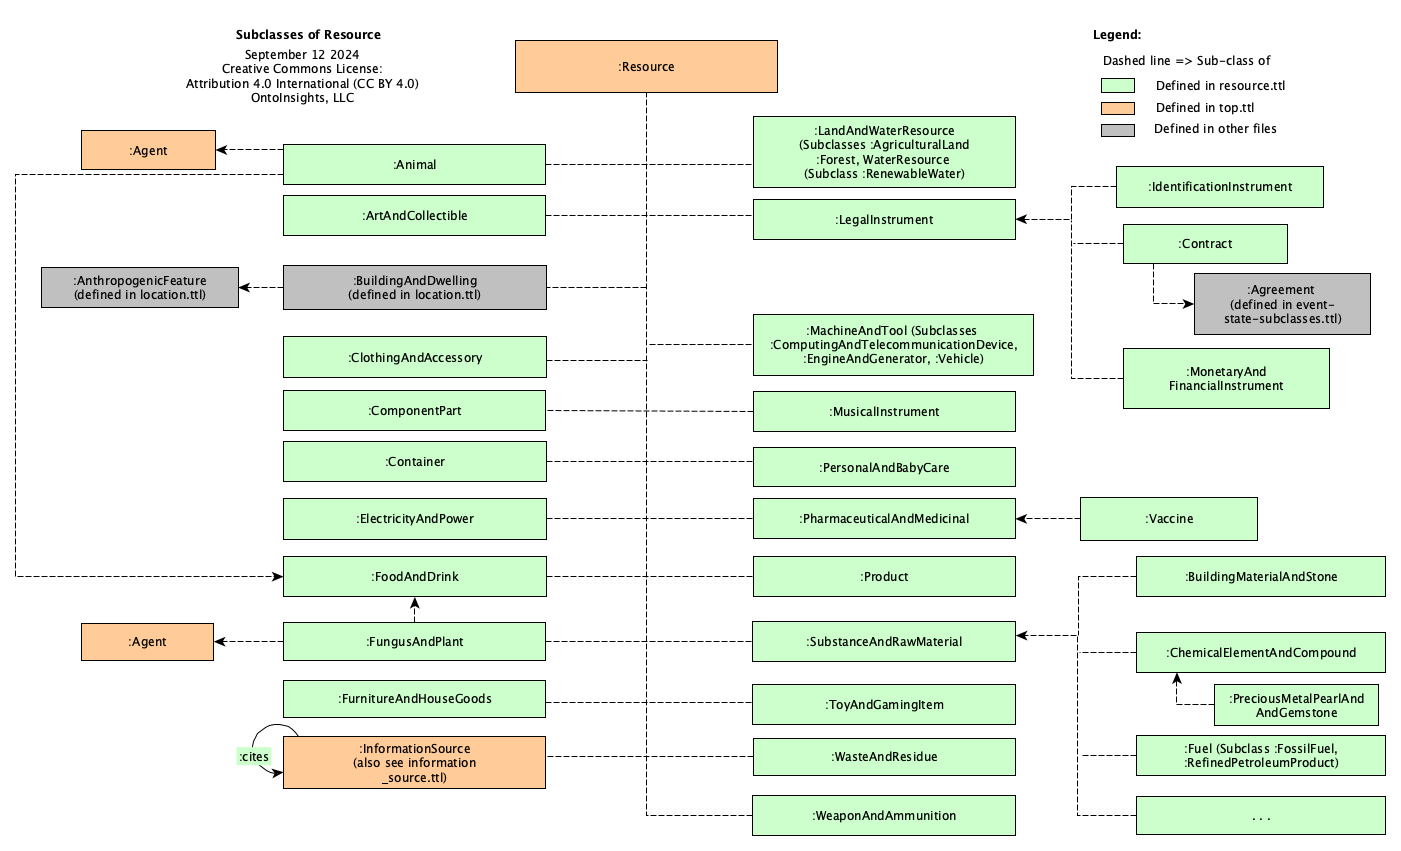 Subclasses of Resource
September 12 2024
Creative Commons License:
Attribution 4.0 International (CC BY 4.0)
OntoInsights, LLC
:Resource
Legend:
Dashed line => Sub-class of
Defined in resource.ttl
Defined in top.ttl
Defined in other files
:Agent
:Animal
:ArtAndCollectible
:AnthropogenicFeature
(defined in location.ttl)
:BuildingAndDwelling
(defined in location.ttl)
:ClothingAndAccessory
:ComponentPart
:Container
:ElectricityAndPower
:FoodAndDrink
:Agent
:FungusAndPlant
:FurnitureAndHouseGoods
:cites
:InformationSource
(also see information
_source.ttl)
:LandAndWaterResource
(Subclasses :AgriculturalLand
:Forest, WaterResource
(Subclass :RenewableWater)
:LegalInstrument
:MachineAndTool (Subclasses
:ComputingAndTelecommunicationDevice,
:EngineAndGenerator, :Vehicle)
:MusicalInstrument
:PersonalAndBabyCare
:PharmaceuticalAndMedicinal
:Product
:SubstanceAndRawMaterial
:ToyAndGamingItem
:WasteAndResidue
:WeaponAndAmmunition
:IdentificationInstrument
:Contract
:Agreement
(defined in event-
state-subclasses.ttl)
:MonetaryAnd
FinancialInstrument
:Vaccine
:BuildingMaterialAndStone
:ChemicalElementAndCompound
:PreciousMetalPearlAnd
AndGemstone
:Fuel (Subclass :FossilFuel,
:RefinedPetroleumProduct)
. . .